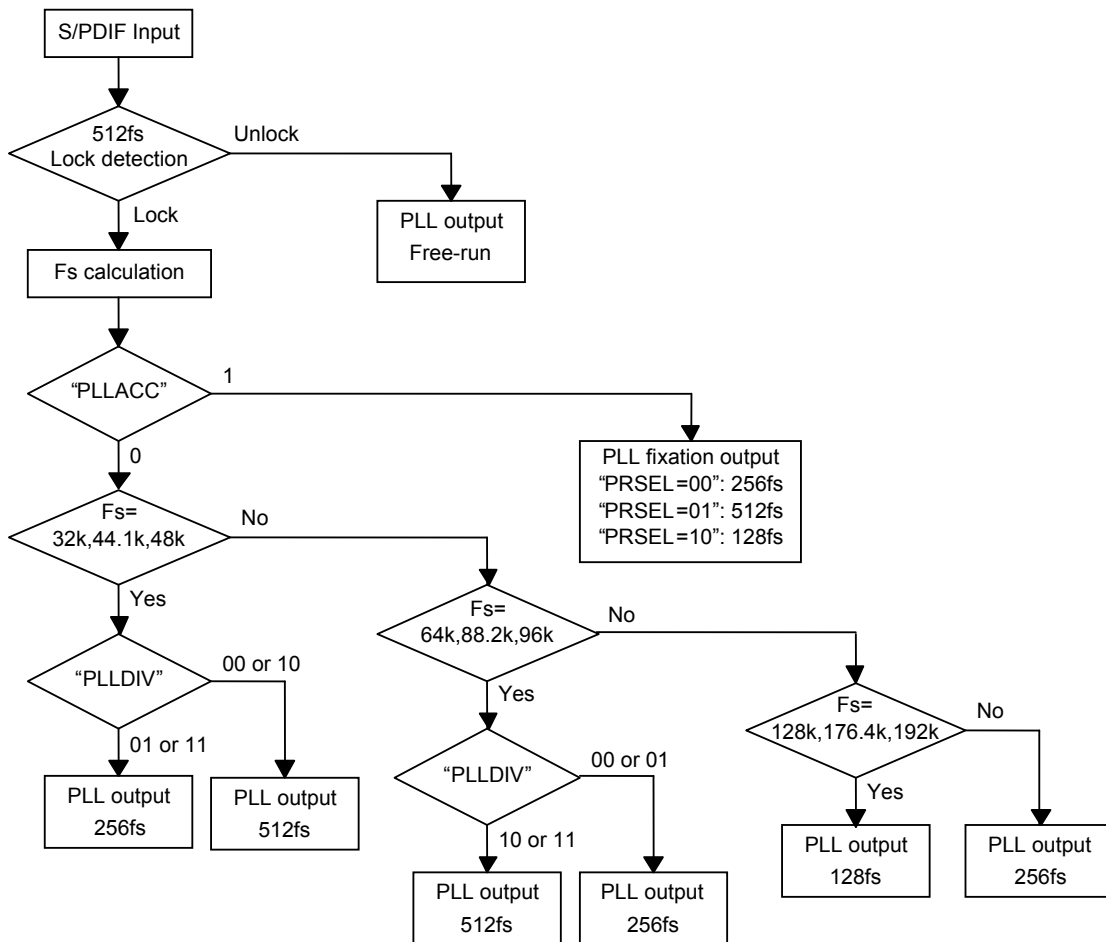 S/PDIF Input
512fs
Lock detection
Unlock
PLL output
Free-run
Lock
Fs calculation
“PLLACC”
1
0
PLL fixation output
“PRSEL=00”: 256fs
“PRSEL=01”: 512fs
“PRSEL=10”: 128fs
Fs=
32k,44.1k,48k
No
Yes
Fs=
64k,88.2k,96k
No
Yes
“PLLDIV”
00 or 10
01 or 11
PLL output
256fs
PLL output
512fs
“PLLDIV”
00 or 01
10 or 11
PLL output
512fs
PLL output
256fs
Fs=
128k,176.4k,192k
No
Yes
PLL output
128fs
PLL output
256fs